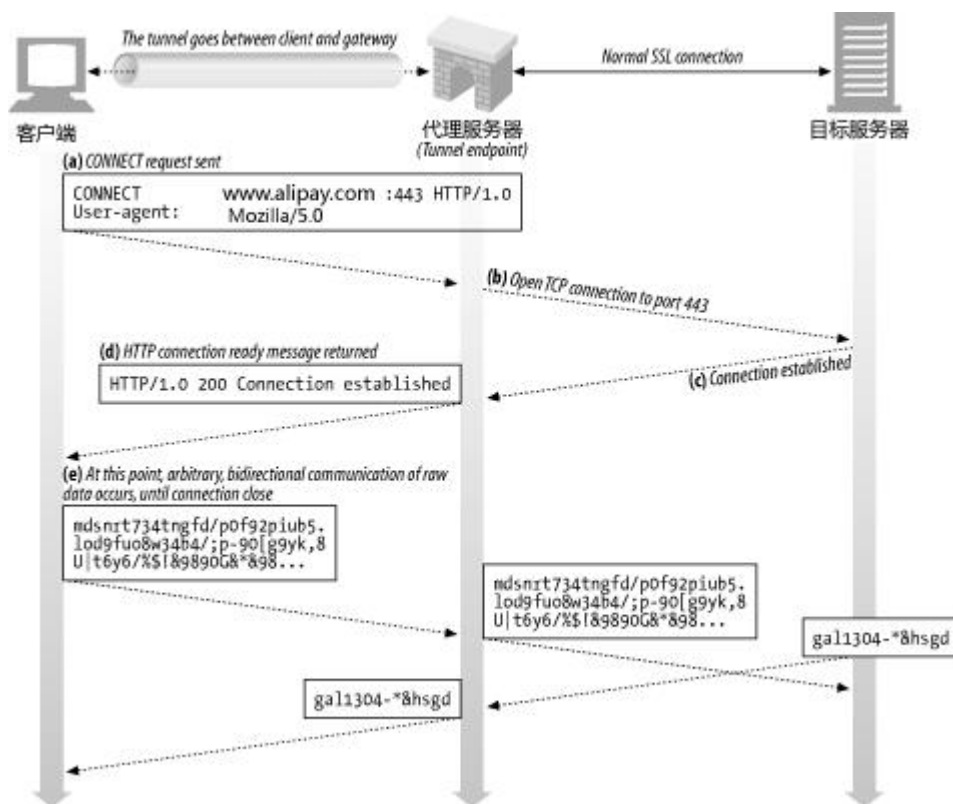 The tunnel goes between client and gateway
Normal SSL connection
客户端
代理服务器
(Tunnel endpoint)
目标服务器
(a) CONNECT request sent
CONNECT www.alipay.com :443 HTTP/1.0
User-agent: Mozilla/5.0
(b) Open TCP connection to port 443
(d) HTTP connection ready message returned
HTTP/1.0 200 Connection established
(c) Connection established
(e) At this point, arbitrary, bidirectional communication of raw
data occurs, until connection close
mdsnrt734tngfd/p0f92piub5.
lod9fuo8w34b4/;p-90[g9yk,8
U|t6y6/%$[&9890G&*&98...
mdsnrt734tngfd/p0f92piub5.
lod9fuo8w34b4/;p-90[g9yk,8
U|t6y6/%$[&9890G&*&98...
gal1304-*&hsgd
gal1304-*&hsgd